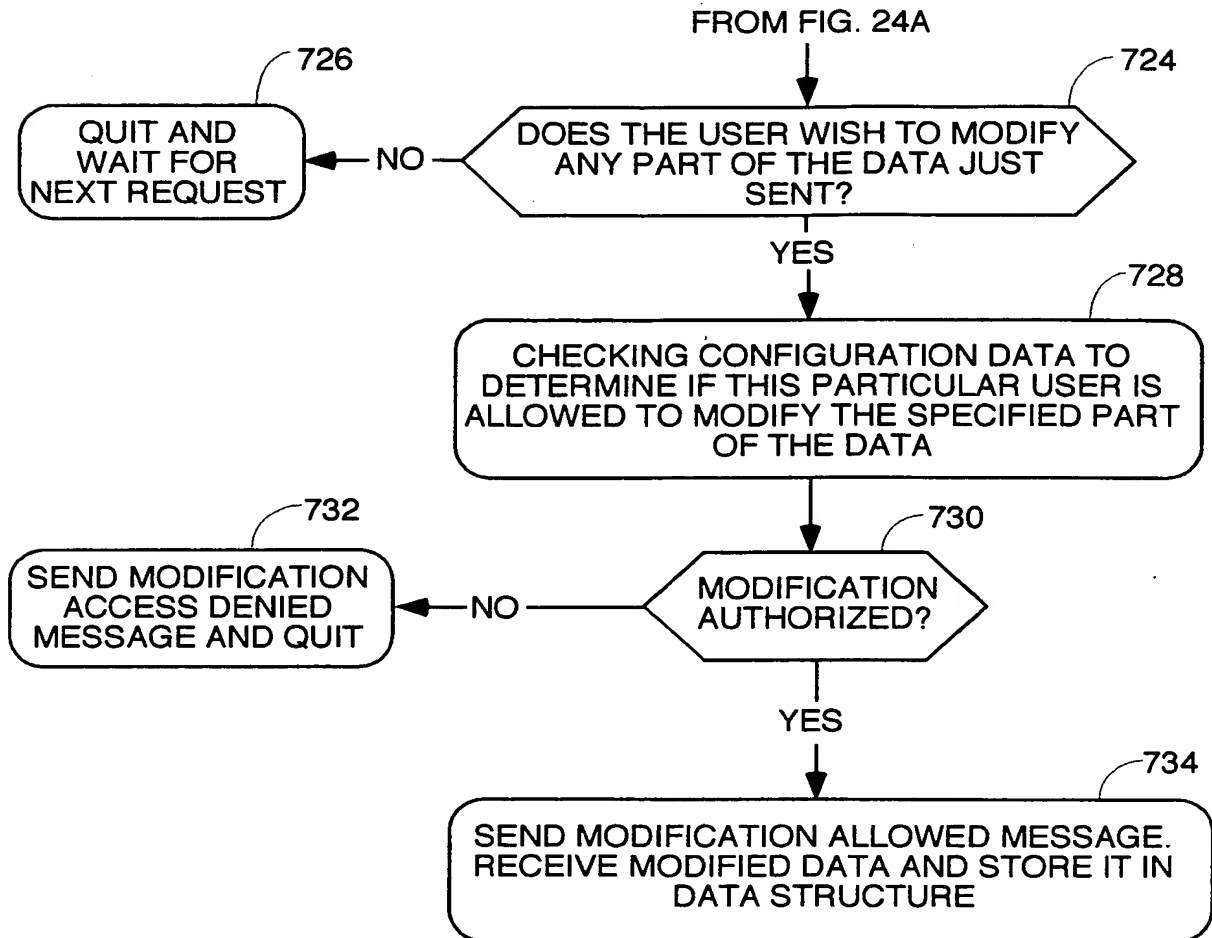 FROM FIG. 24A
726
724
QUIT AND
WAIT FOR
NEXT REQUEST
NO
DOES THE USER WISH TO MODIFY
ANY PART OF THE DATA JUST
SENT?
YES
728
CHECKING CONFIGURATION DATA TO
DETERMINE IF THIS PARTICULAR USER IS
ALLOWED TO MODIFY THE SPECIFIED PART
OF THE DATA
732
730
SEND MODIFICATION
ACCESS DENIED
MESSAGE AND QUIT
NO
MODIFICATION
AUTHORIZED?
YES
734
SEND MODIFICATION ALLOWED MESSAGE.
RECEIVE MODIFIED DATA AND STORE IT IN
DATA STRUCTURE